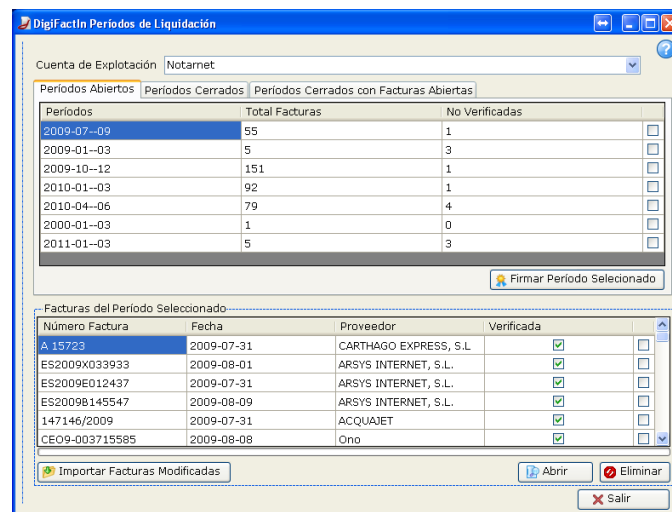 DigiFactIn Períodos de Liquidación
Cuenta de Explotación Notarnet
Períodos Abiertos Períodos Cerrados Períodos Cerrados con Facturas Abiertas
Períodos Total Facturas No Verificadas
2009-07--09 55 1
2009-01--03 5 3
2009-10--12 151 1
2010-01--03 92 1
2010-04--06 79 4
2000-01--03 1 0
2011-01--03 5 3
Firmar Período Selecionado
Facturas del Período Seleccionado
Número Factura Fecha Proveedor Verificada
A 15723 2009-07-31 CARTHAGO EXPRESS, S.L
ES2009X033933 2009-08-01 ARSYS INTERNET, S.L.
ES2009E012437 2009-07-31 ARSYS INTERNET, S.L.
ES2009B145547 2009-08-09 ARSYS INTERNET, S.L.
147146/2009 2009-07-31 ACQUAJET
CEO9-003715585 2009-08-08 Ono
Importar Facturas Modificadas Abrir Eliminar
Salir